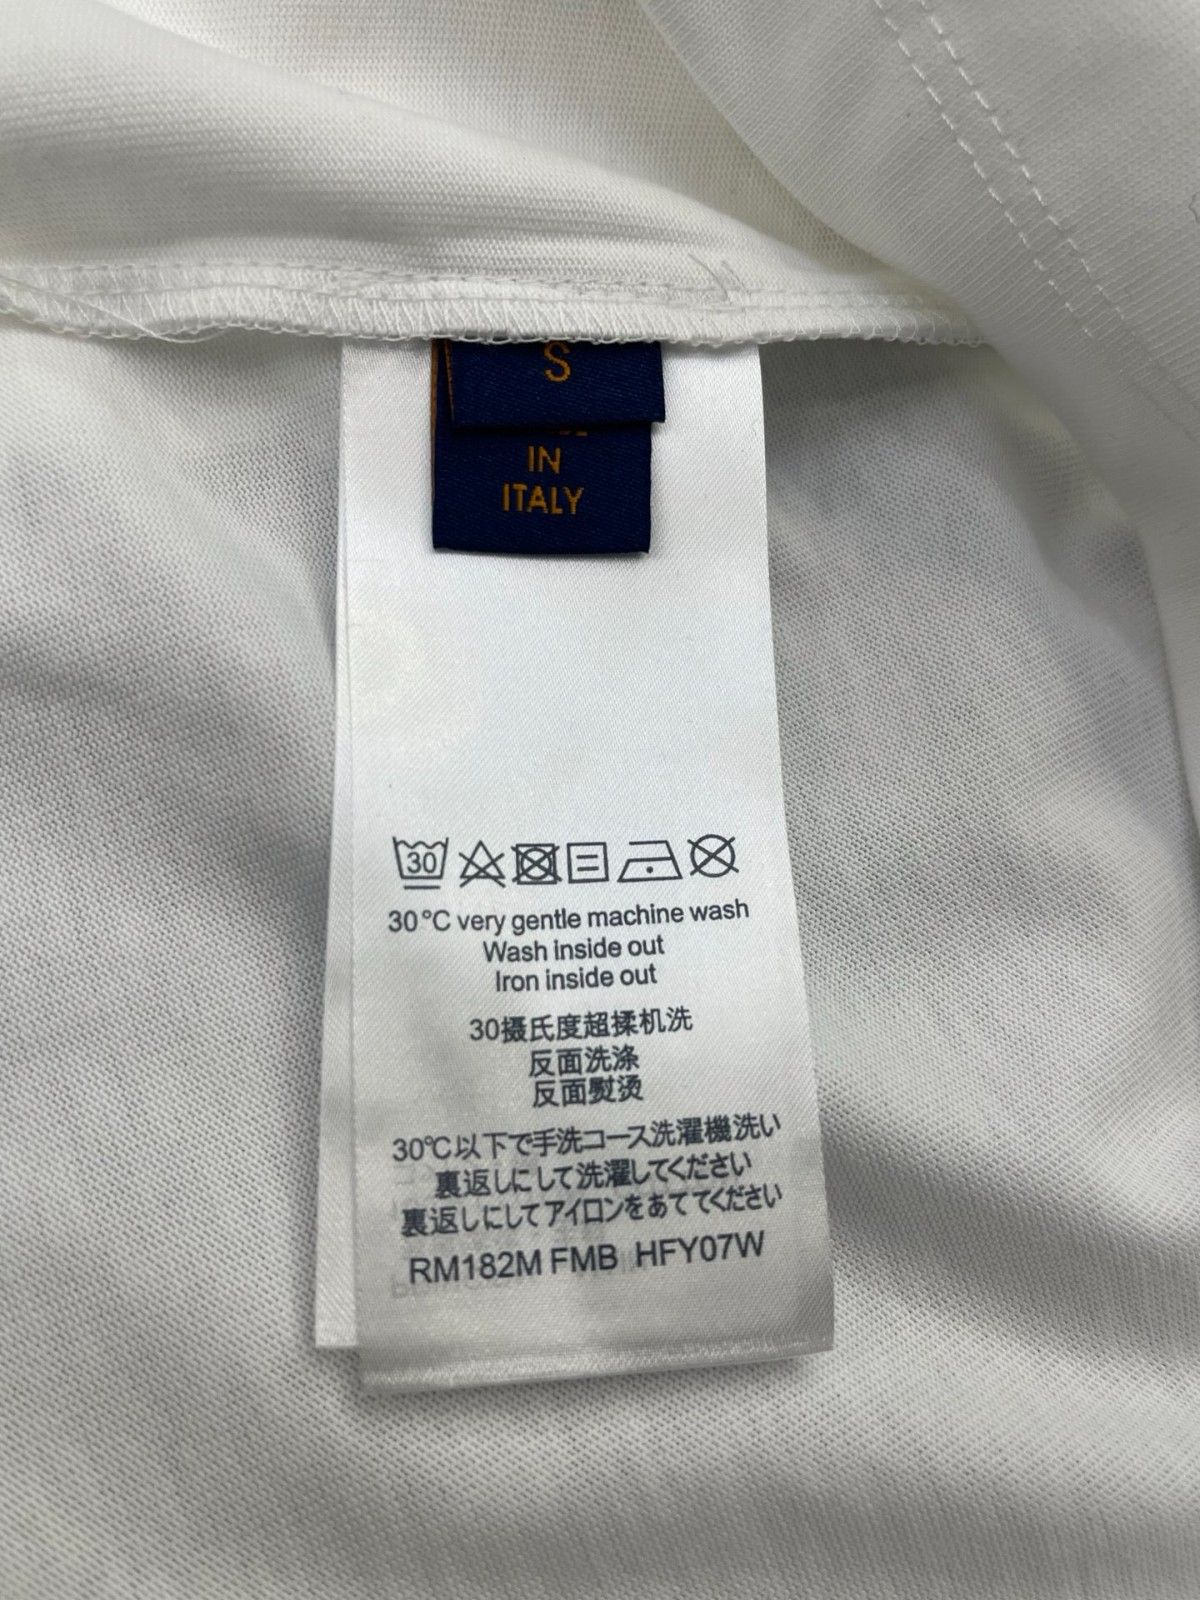 S
IN
ITALY
30
30°C very gentle machine wash
Wash inside out
Iron inside out
30摄氏度超揉机洗
反面洗涤
反面熨烫
30℃以下で手洗コース洗濯機洗い
裏返しにして洗濯してください
裏返しにしてアイロンをあててください
RM182M FMB HFY07W